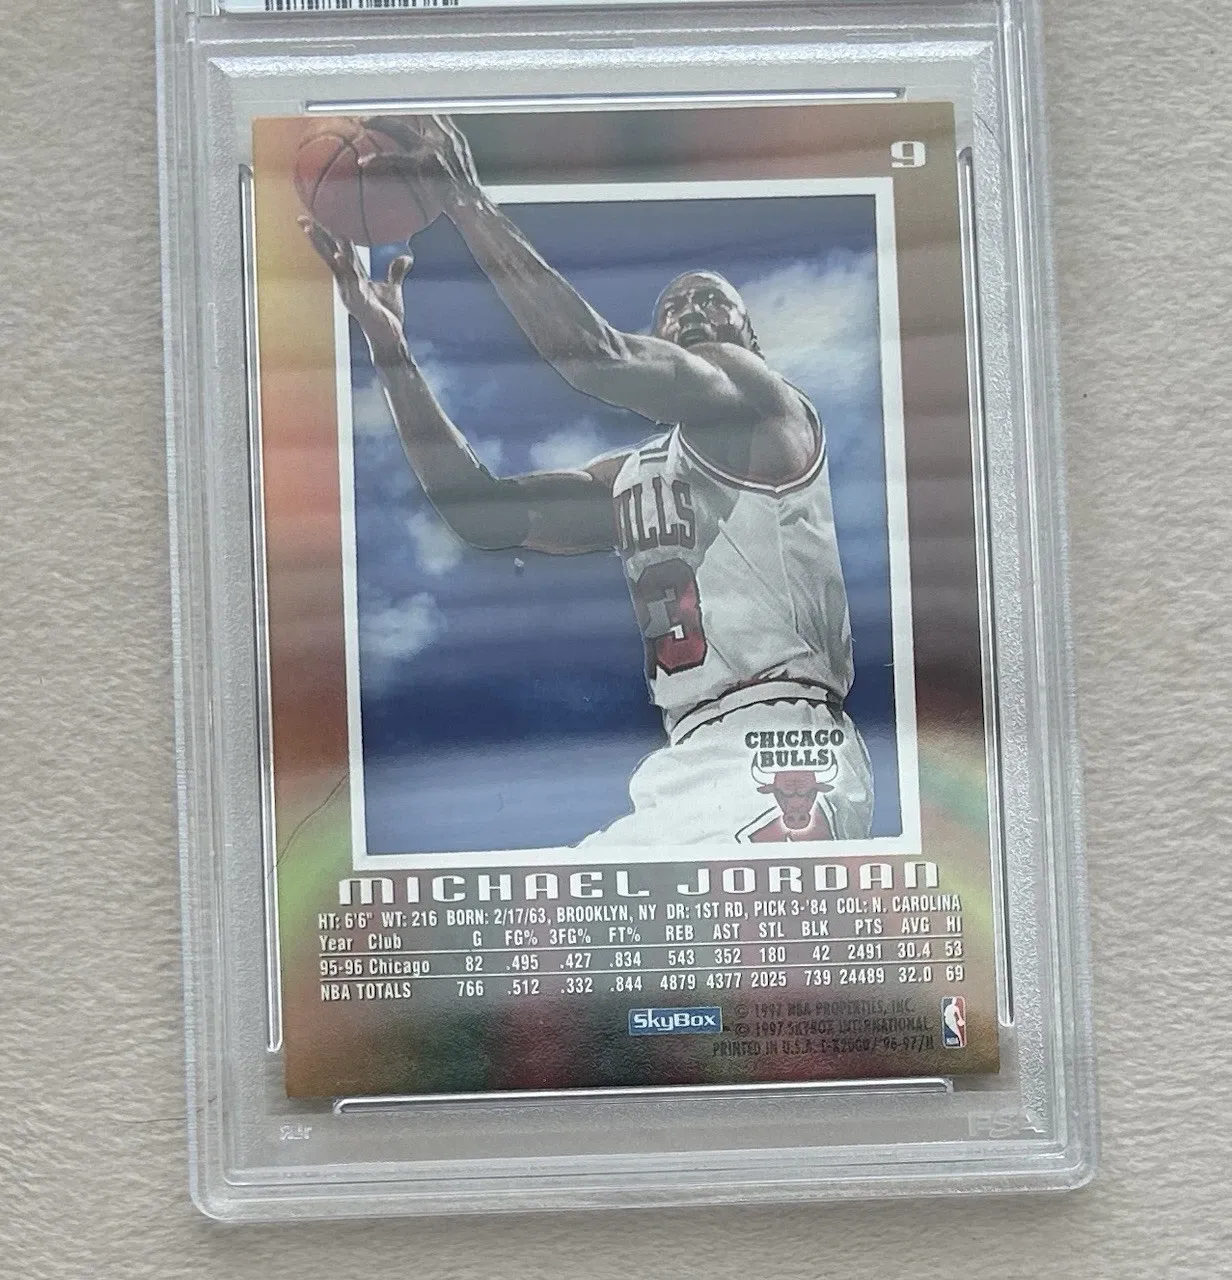 9
BULLS
3
CHICAGO
BULLS
MICHAEL JORDAN
HT: 6'6" WT: 216 BORN: 2/17/63, BROOKLYN, NY DR: 1ST RD, PICK 3-'84 COL: N. CAROLINA
Year Club G FG% 3FG% FT% REB AST STL BLK PTS AVG HI
95-96 Chicago 82 .495 .427 .834 543 352 180 42 2491 30.4 53
NBA TOTALS 766 .512 .332 .844 4879 4377 2025 739 24489 32.0 69
SkyBox
© 1997 NBA PROPERTIES, INC.
© 1997 SKYBOX INTERNATIONAL
PRINTED IN U.S.A. E-X2000/'96-97/H
NBA